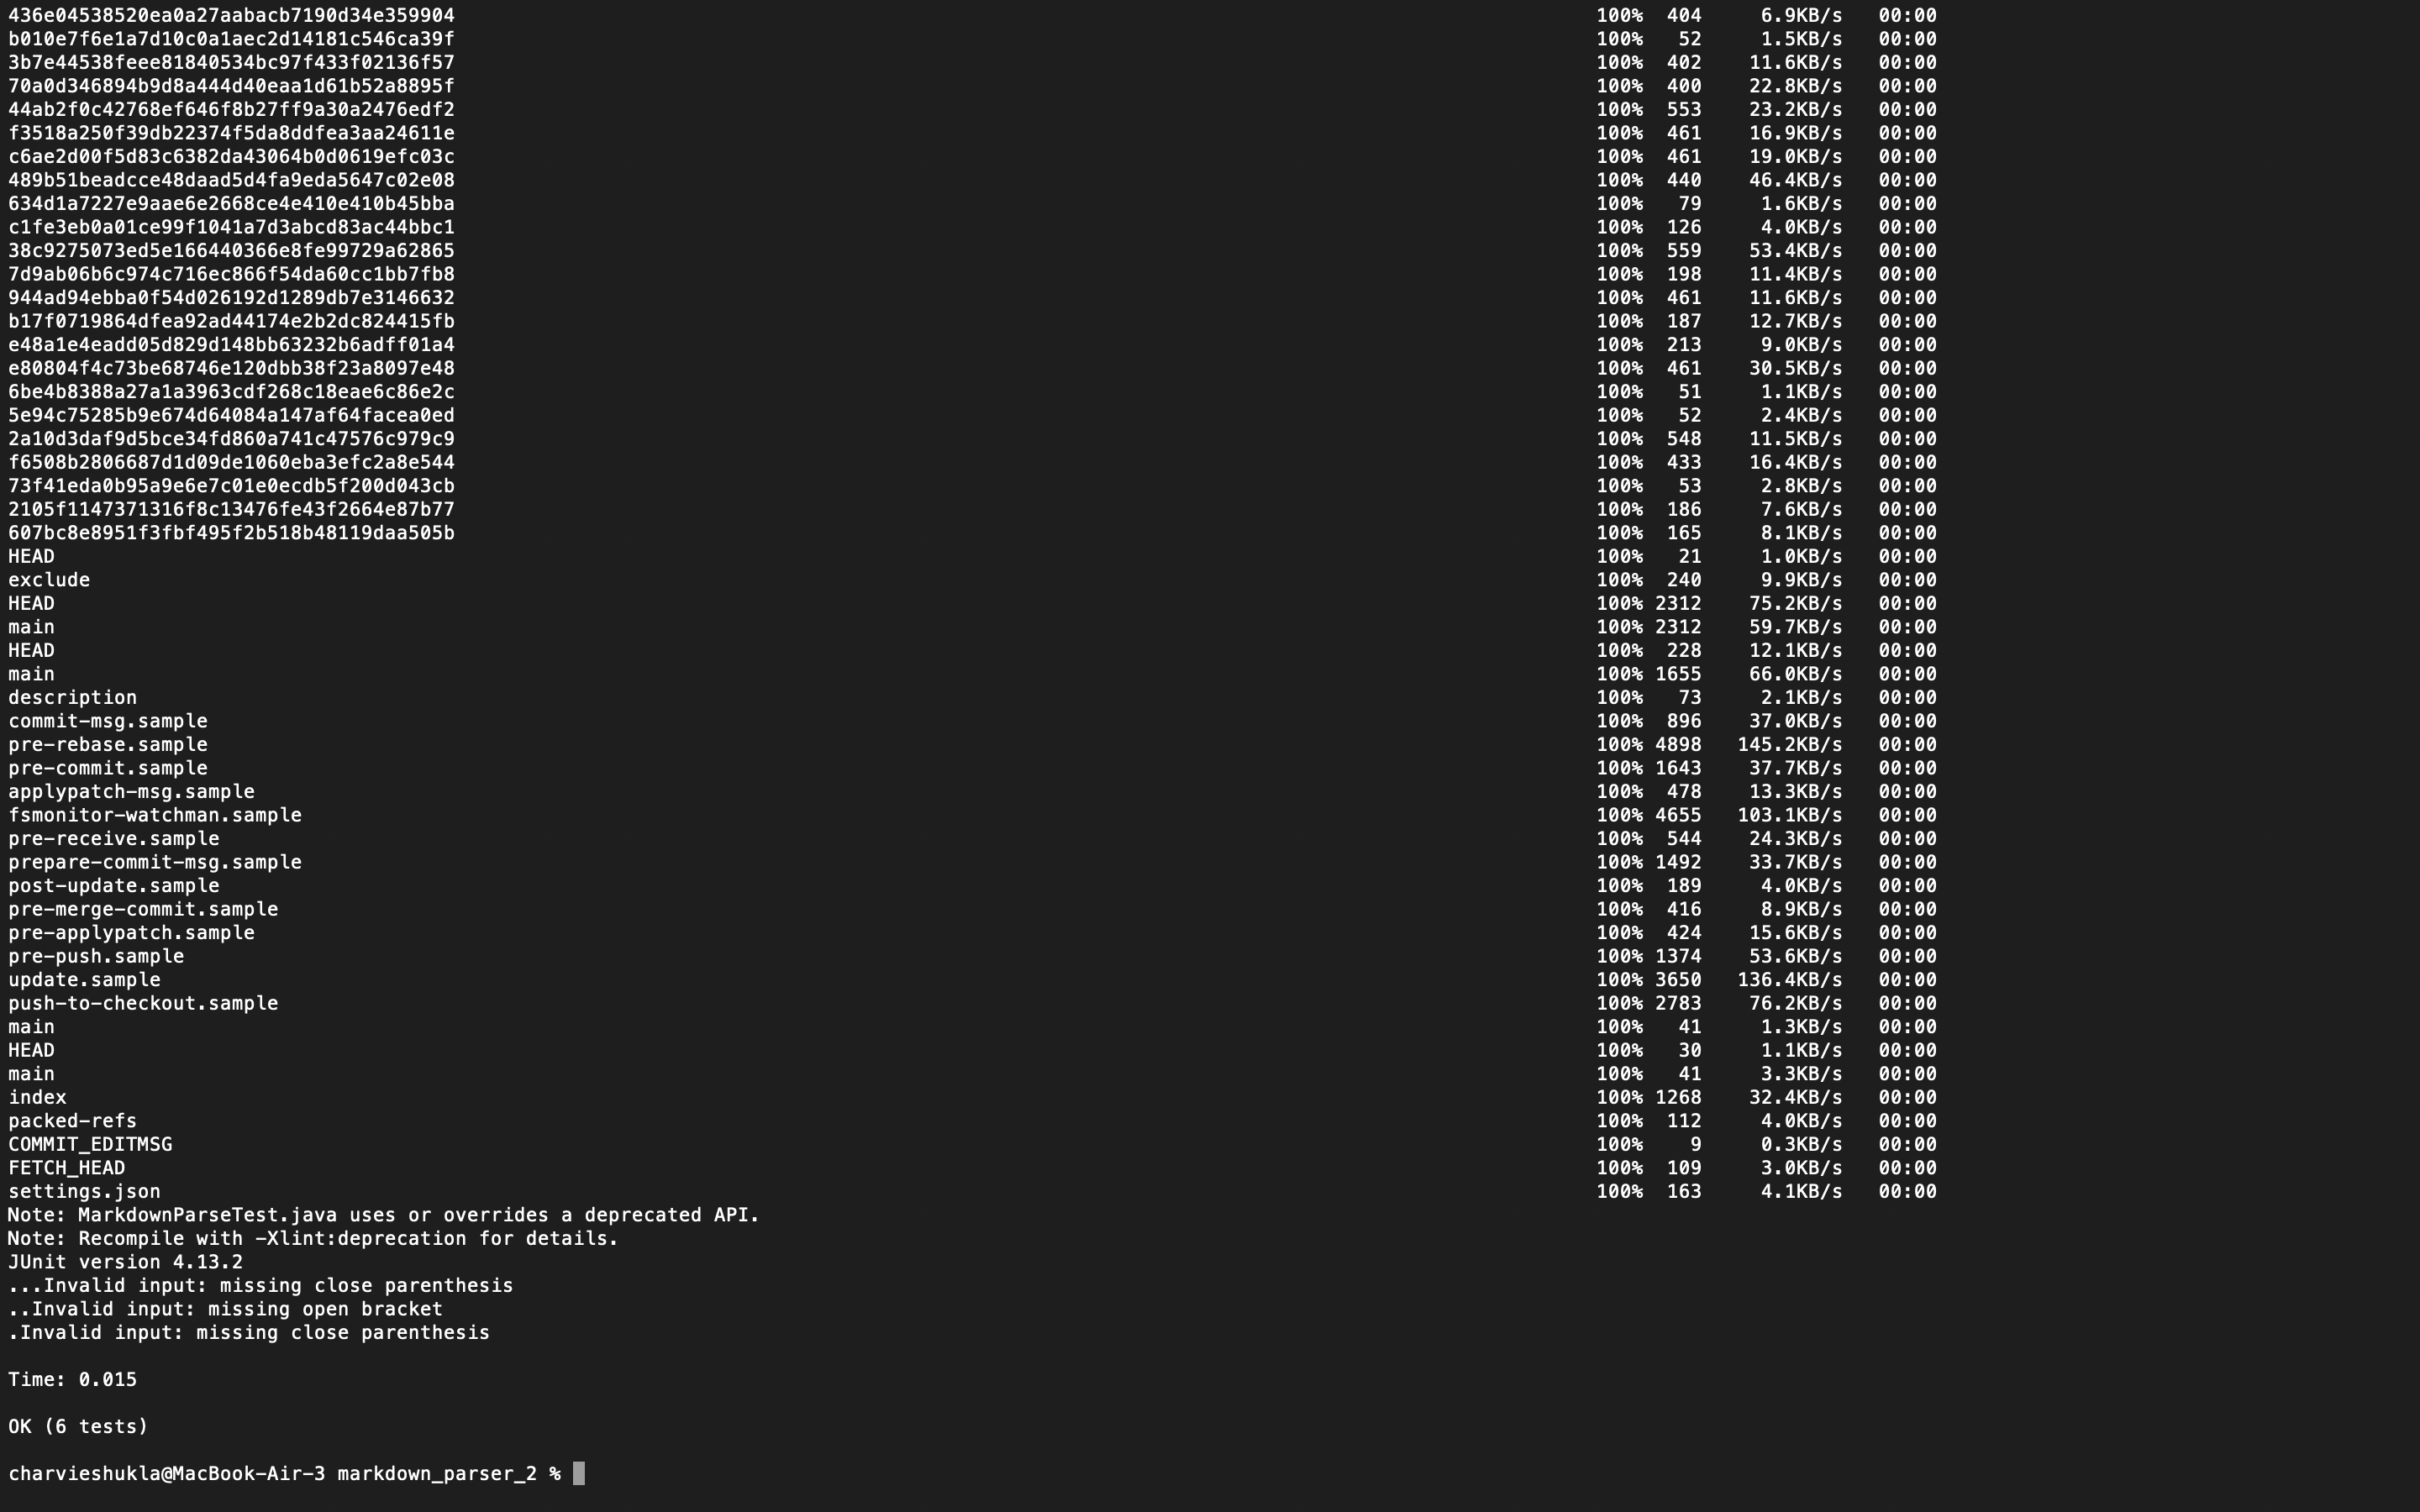 436e04538520ea0a27aabacb7190d34e359904 100% 404 6.9KB/s 00:00
b010e7f6e1a7d10c0a1aec2d14181c546ca39f 100% 52 1.5KB/s 00:00
3b7e44538feee81840534bc97f433f02136f57 100% 402 11.6KB/s 00:00
70a0d346894b9d8a444d40eaa1d61b52a8895f 100% 400 22.8KB/s 00:00
44ab2f0c42768ef646f8b27ff9a30a2476edf2 100% 553 23.2KB/s 00:00
f3518a250f39db22374f5da8ddfea3aa24611e 100% 461 16.9KB/s 00:00
c6ae2d00f5d83c6382da43064b0d0619efc03c 100% 461 19.0KB/s 00:00
489b51beadcce48daad5d4fa9eda5647c02e08 100% 440 46.4KB/s 00:00
634d1a7227e9aae6e2668ce4e410e410b45bba 100% 79 1.6KB/s 00:00
c1fe3eb0a01ce99f1041a7d3abcd83ac44bbc1 100% 126 4.0KB/s 00:00
38c9275073ed5e166440366e8fe99729a62865 100% 559 53.4KB/s 00:00
7d9ab06b6c974c716ec866f54da60cc1bb7fb8 100% 198 11.4KB/s 00:00
944ad94ebba0f54d026192d1289db7e3146632 100% 461 11.6KB/s 00:00
b17f0719864dfea92ad44174e2b2dc824415fb 100% 187 12.7KB/s 00:00
e48a1e4eadd05d829d148bb63232b6adff01a4 100% 213 9.0KB/s 00:00
e80804f4c73be68746e120dbb38f23a8097e48 100% 461 30.5KB/s 00:00
6be4b8388a27a1a3963cdf268c18eae6c86e2c 100% 51 1.1KB/s 00:00
5e94c75285b9e674d64084a147af64facea0ed 100% 52 2.4KB/s 00:00
2a10d3daf9d5bce34fd860a741c47576c979c9 100% 548 11.5KB/s 00:00
f6508b2806687d1d09de1060eba3efc2a8e544 100% 433 16.4KB/s 00:00
73f41eda0b95a9e6e7c01e0ecdb5f200d043cb 100% 53 2.8KB/s 00:00
2105f1147371316f8c13476fe43f2664e87b77 100% 186 7.6KB/s 00:00
607bc8e8951f3fbf495f2b518b48119daa505b 100% 165 8.1KB/s 00:00
HEAD 100% 21 1.0KB/s 00:00
exclude 100% 240 9.9KB/s 00:00
HEAD 100% 2312 75.2KB/s 00:00
main 100% 2312 59.7KB/s 00:00
HEAD 100% 228 12.1KB/s 00:00
main 100% 1655 66.0KB/s 00:00
description 100% 73 2.1KB/s 00:00
commit-msg.sample 100% 896 37.0KB/s 00:00
pre-rebase.sample 100% 4898 145.2KB/s 00:00
pre-commit.sample 100% 1643 37.7KB/s 00:00
applypatch-msg.sample 100% 478 13.3KB/s 00:00
fsmonitor-watchman.sample 100% 4655 103.1KB/s 00:00
pre-receive.sample 100% 544 24.3KB/s 00:00
prepare-commit-msg.sample 100% 1492 33.7KB/s 00:00
post-update.sample 100% 189 4.0KB/s 00:00
pre-merge-commit.sample 100% 416 8.9KB/s 00:00
pre-applypatch.sample 100% 424 15.6KB/s 00:00
pre-push.sample 100% 1374 53.6KB/s 00:00
update.sample 100% 3650 136.4KB/s 00:00
push-to-checkout.sample 100% 2783 76.2KB/s 00:00
main 100% 41 1.3KB/s 00:00
HEAD 100% 30 1.1KB/s 00:00
main 100% 41 3.3KB/s 00:00
index 100% 1268 32.4KB/s 00:00
packed-refs 100% 112 4.0KB/s 00:00
COMMIT_EDITMSG 100% 9 0.3KB/s 00:00
FETCH_HEAD 100% 109 3.0KB/s 00:00
settings.json 100% 163 4.1KB/s 00:00
Note: MarkdownParseTest.java uses or overrides a deprecated API.
Note: Recompile with -Xlint:deprecation for details.
JUnit version 4.13.2
...Invalid input: missing close parenthesis
..Invalid input: missing open bracket
.Invalid input: missing close parenthesis
Time: 0.015
OK (6 tests)
charvieshukla@MacBook-Air-3 markdown_parser_2 %